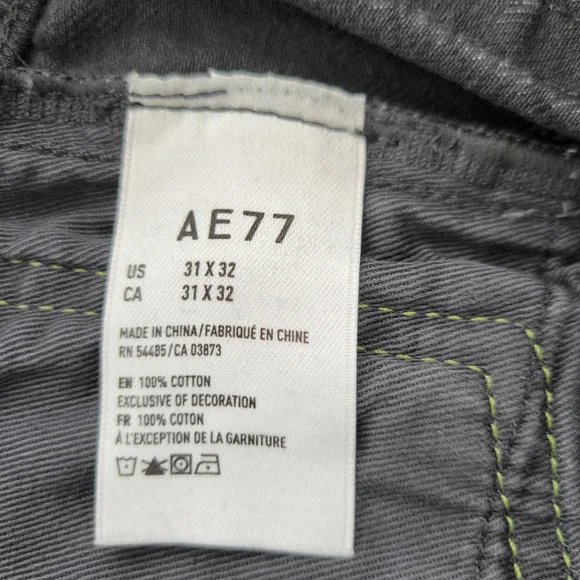 AE77
US 31 X 32
CA 31 X 32
MADE IN CHINA/FABRIQUÉ EN CHINE
RN 54485/CA 03873
EN 100% COTTON
EXCLUSIVE OF DECORATION
FR 100% COTON
À L'EXCEPTION DE LA GARNITURE